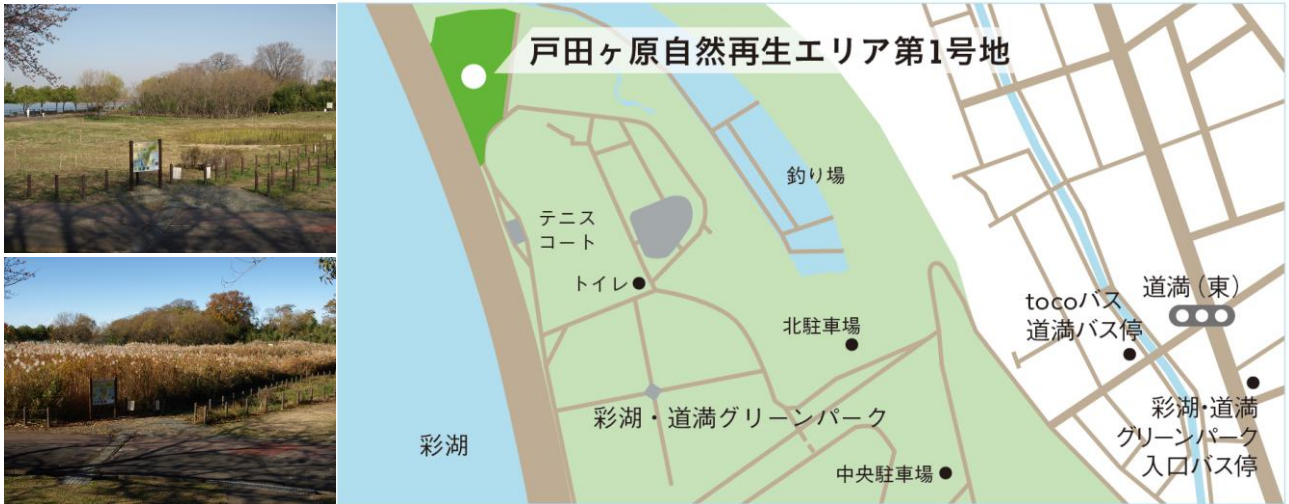 戸田ヶ原自然再生エリア第1号地
釣り場
テニス
コート
トイレ
tocoバス
道満バス停
道満（東）
北駐車場
彩湖・道満グリーンパーク
彩湖・道満
グリーンパーク
入口バス停
彩湖
中央駐車場